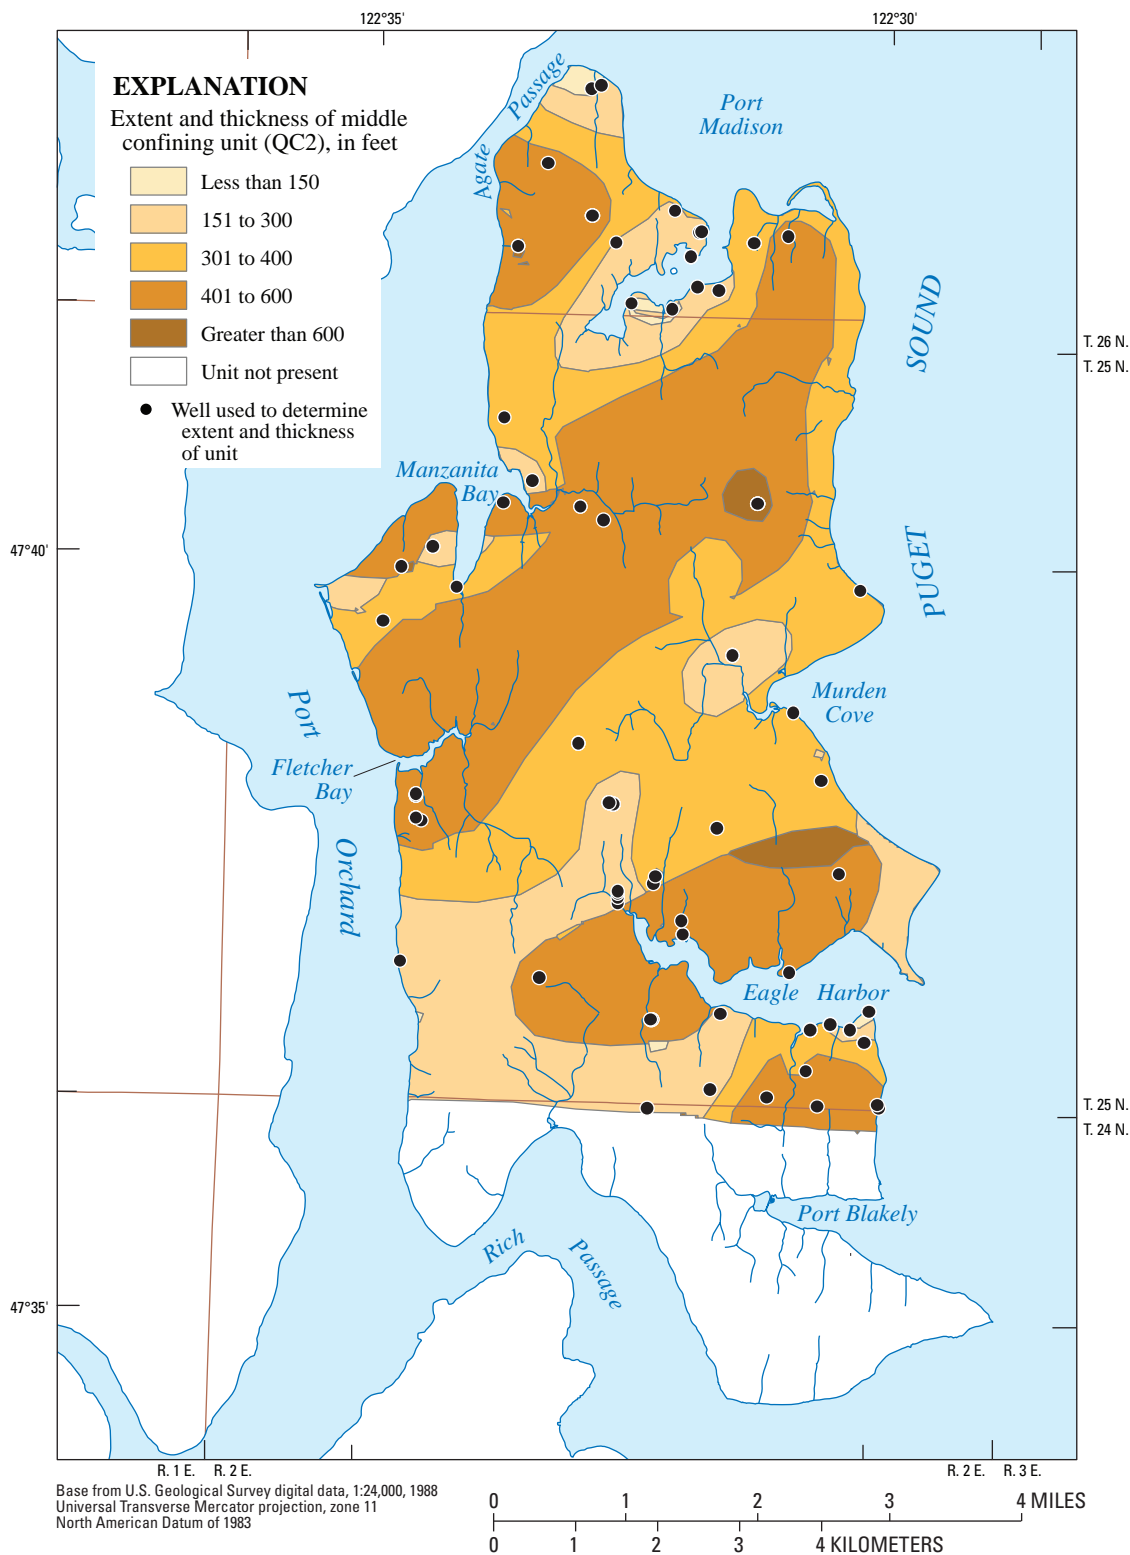 122°35'
122°30'
EXPLANATION
Extent and thickness of middle
confining unit (QC2), in feet
Less than 150
151 to 300
301 to 400
401 to 600
Greater than 600
Unit not present
Well used to determine
extent and thickness
of unit
Agate Passage
Port
Madison
SOUND
T. 26 N.
T. 25 N.
Manzanita
Bay
47°40'
PUGET
Port
Murden
Cove
Fletcher
Bay
Orchard
Eagle Harbor
T. 25 N.
T. 24 N.
Port Blakely
Rich Passage
47°35'
R. 1 E.
R. 2 E.
R. 2 E.
R. 3 E.
Base from U.S. Geological Survey digital data, 1:24,000, 1988
Universal Transverse Mercator projection, zone 11
North American Datum of 1983
0 1 2 3 4 MILES
0 1 2 3 4 KILOMETERS